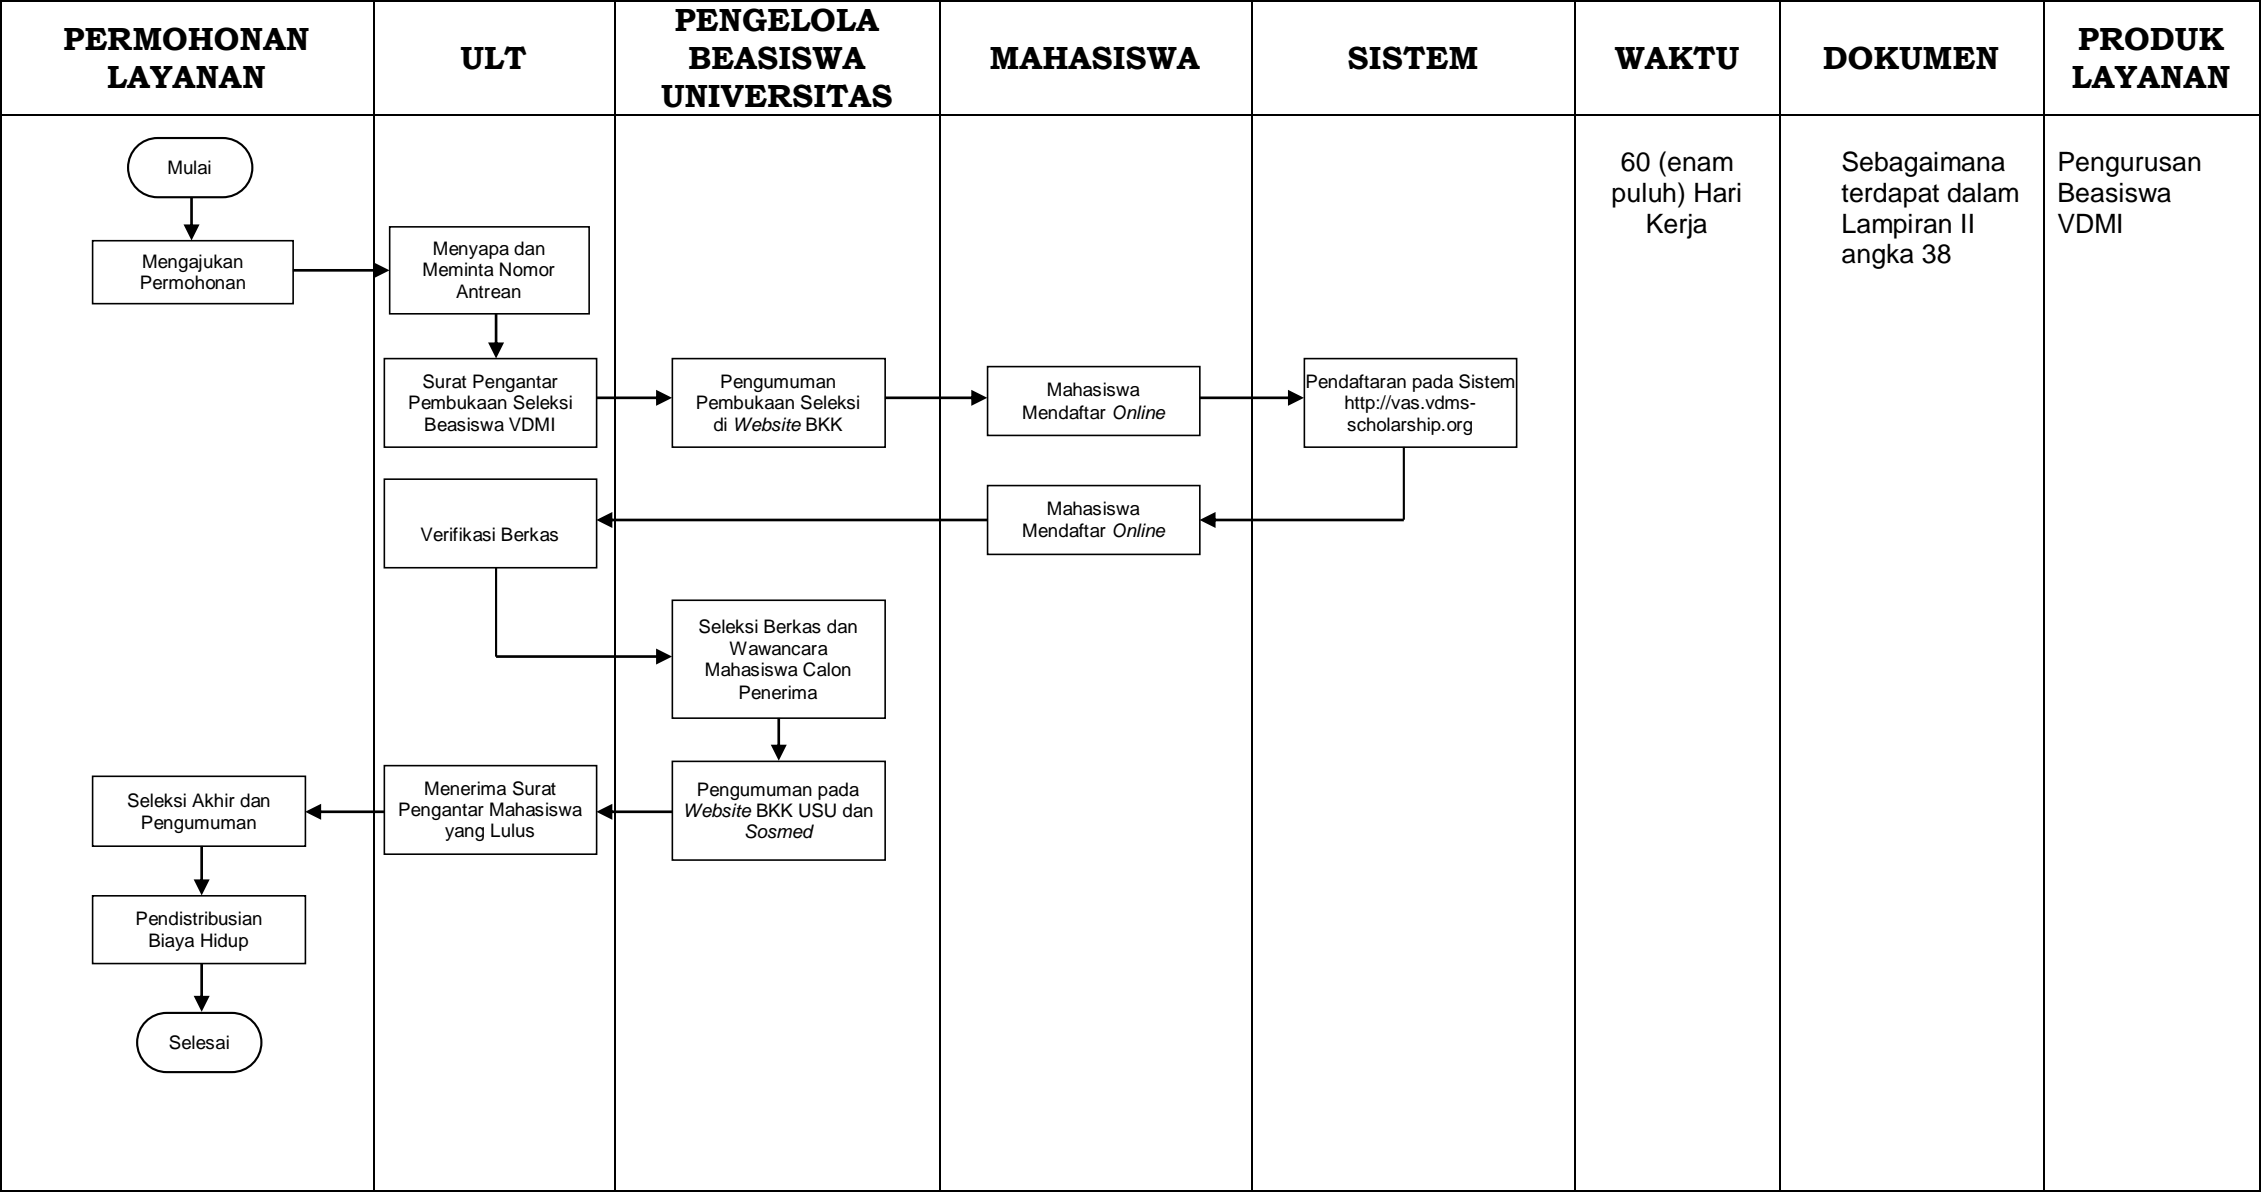 PERMOHONAN
LAYANAN
ULT
PENGELOLA
BEASISWA
UNIVERSITAS
MAHASISWA
SISTEM
WAKTU
DOKUMEN
PRODUK
LAYANAN
Mulai
Mengajukan
Permohonan
Menyapa dan
Meminta Nomor
Antrean
60 (enam
puluh) Hari
Kerja
Sebagaimana
terdapat dalam
Lampiran II
angka 38
Pengurusan
Beasiswa
VDMI
Surat Pengantar
Pembukaan Seleksi
Beasiswa VDMI
Pengumuman
Pembukaan Seleksi
di Website BKK
Mahasiswa
Mendaftar Online
Pendaftaran pada Sistem
http://vas.vdms-
scholarship.org
Mahasiswa
Mendaftar Online
Verifikasi Berkas
Seleksi Berkas dan
Wawancara
Mahasiswa Calon
Penerima
Pengumuman pada
Website BKK USU dan
Sosmed
Menerima Surat
Pengantar Mahasiswa
yang Lulus
Seleksi Akhir dan
Pengumuman
Pendistribusian
Biaya Hidup
Selesai